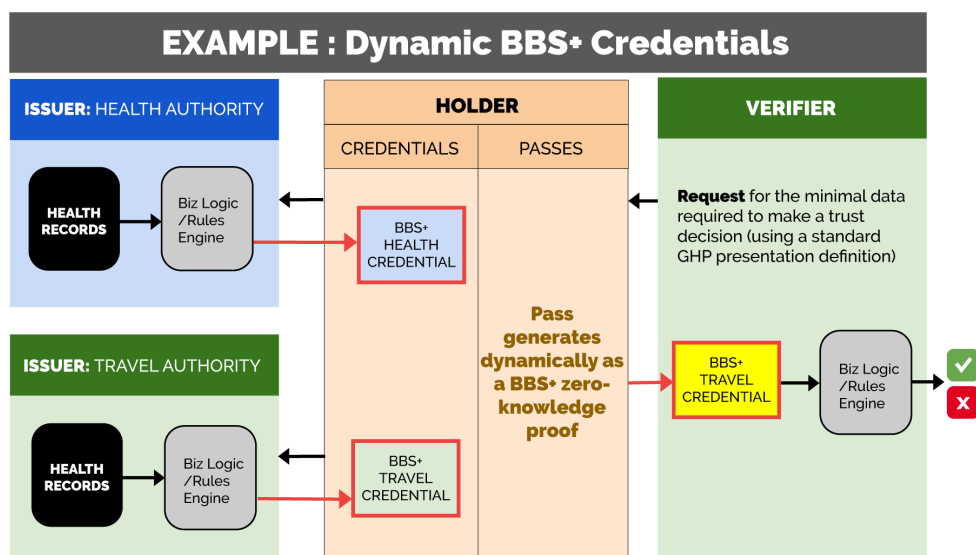 EXAMPLE : Dynamic BBS+ Credentials
ISSUER: HEALTH AUTHORITY
HEALTH
RECORDS
Biz Logic
/Rules
Engine
HOLDER
CREDENTIALS
PASSES
BBS+
HEALTH
CREDENTIAL
VERIFIER
Request for the minimal data
required to make a trust
decision (using a standard
GHP presentation definition)
Pass
generates
dynamically as
a BBS+ zero-
knowledge
proof
BBS+
TRAVEL
CREDENTIAL
Biz Logic
/Rules
Engine
ISSUER: TRAVEL AUTHORITY
HEALTH
RECORDS
Biz Logic
/Rules
Engine
BBS+
TRAVEL
CREDENTIAL